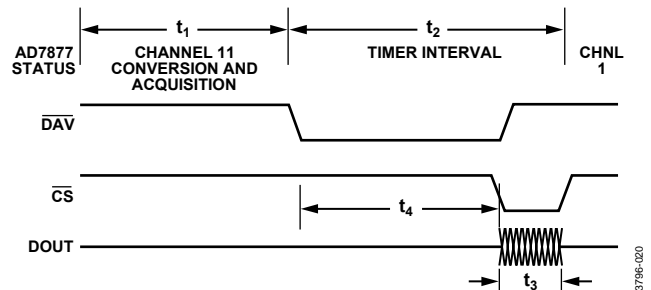 t1
t2
AD7877
STATUS
CHANNEL 11
CONVERSION AND
ACQUISITION
TIMER INTERVAL
CHNL
1
DAV
CS
t4
DOUT
t3
3796-020